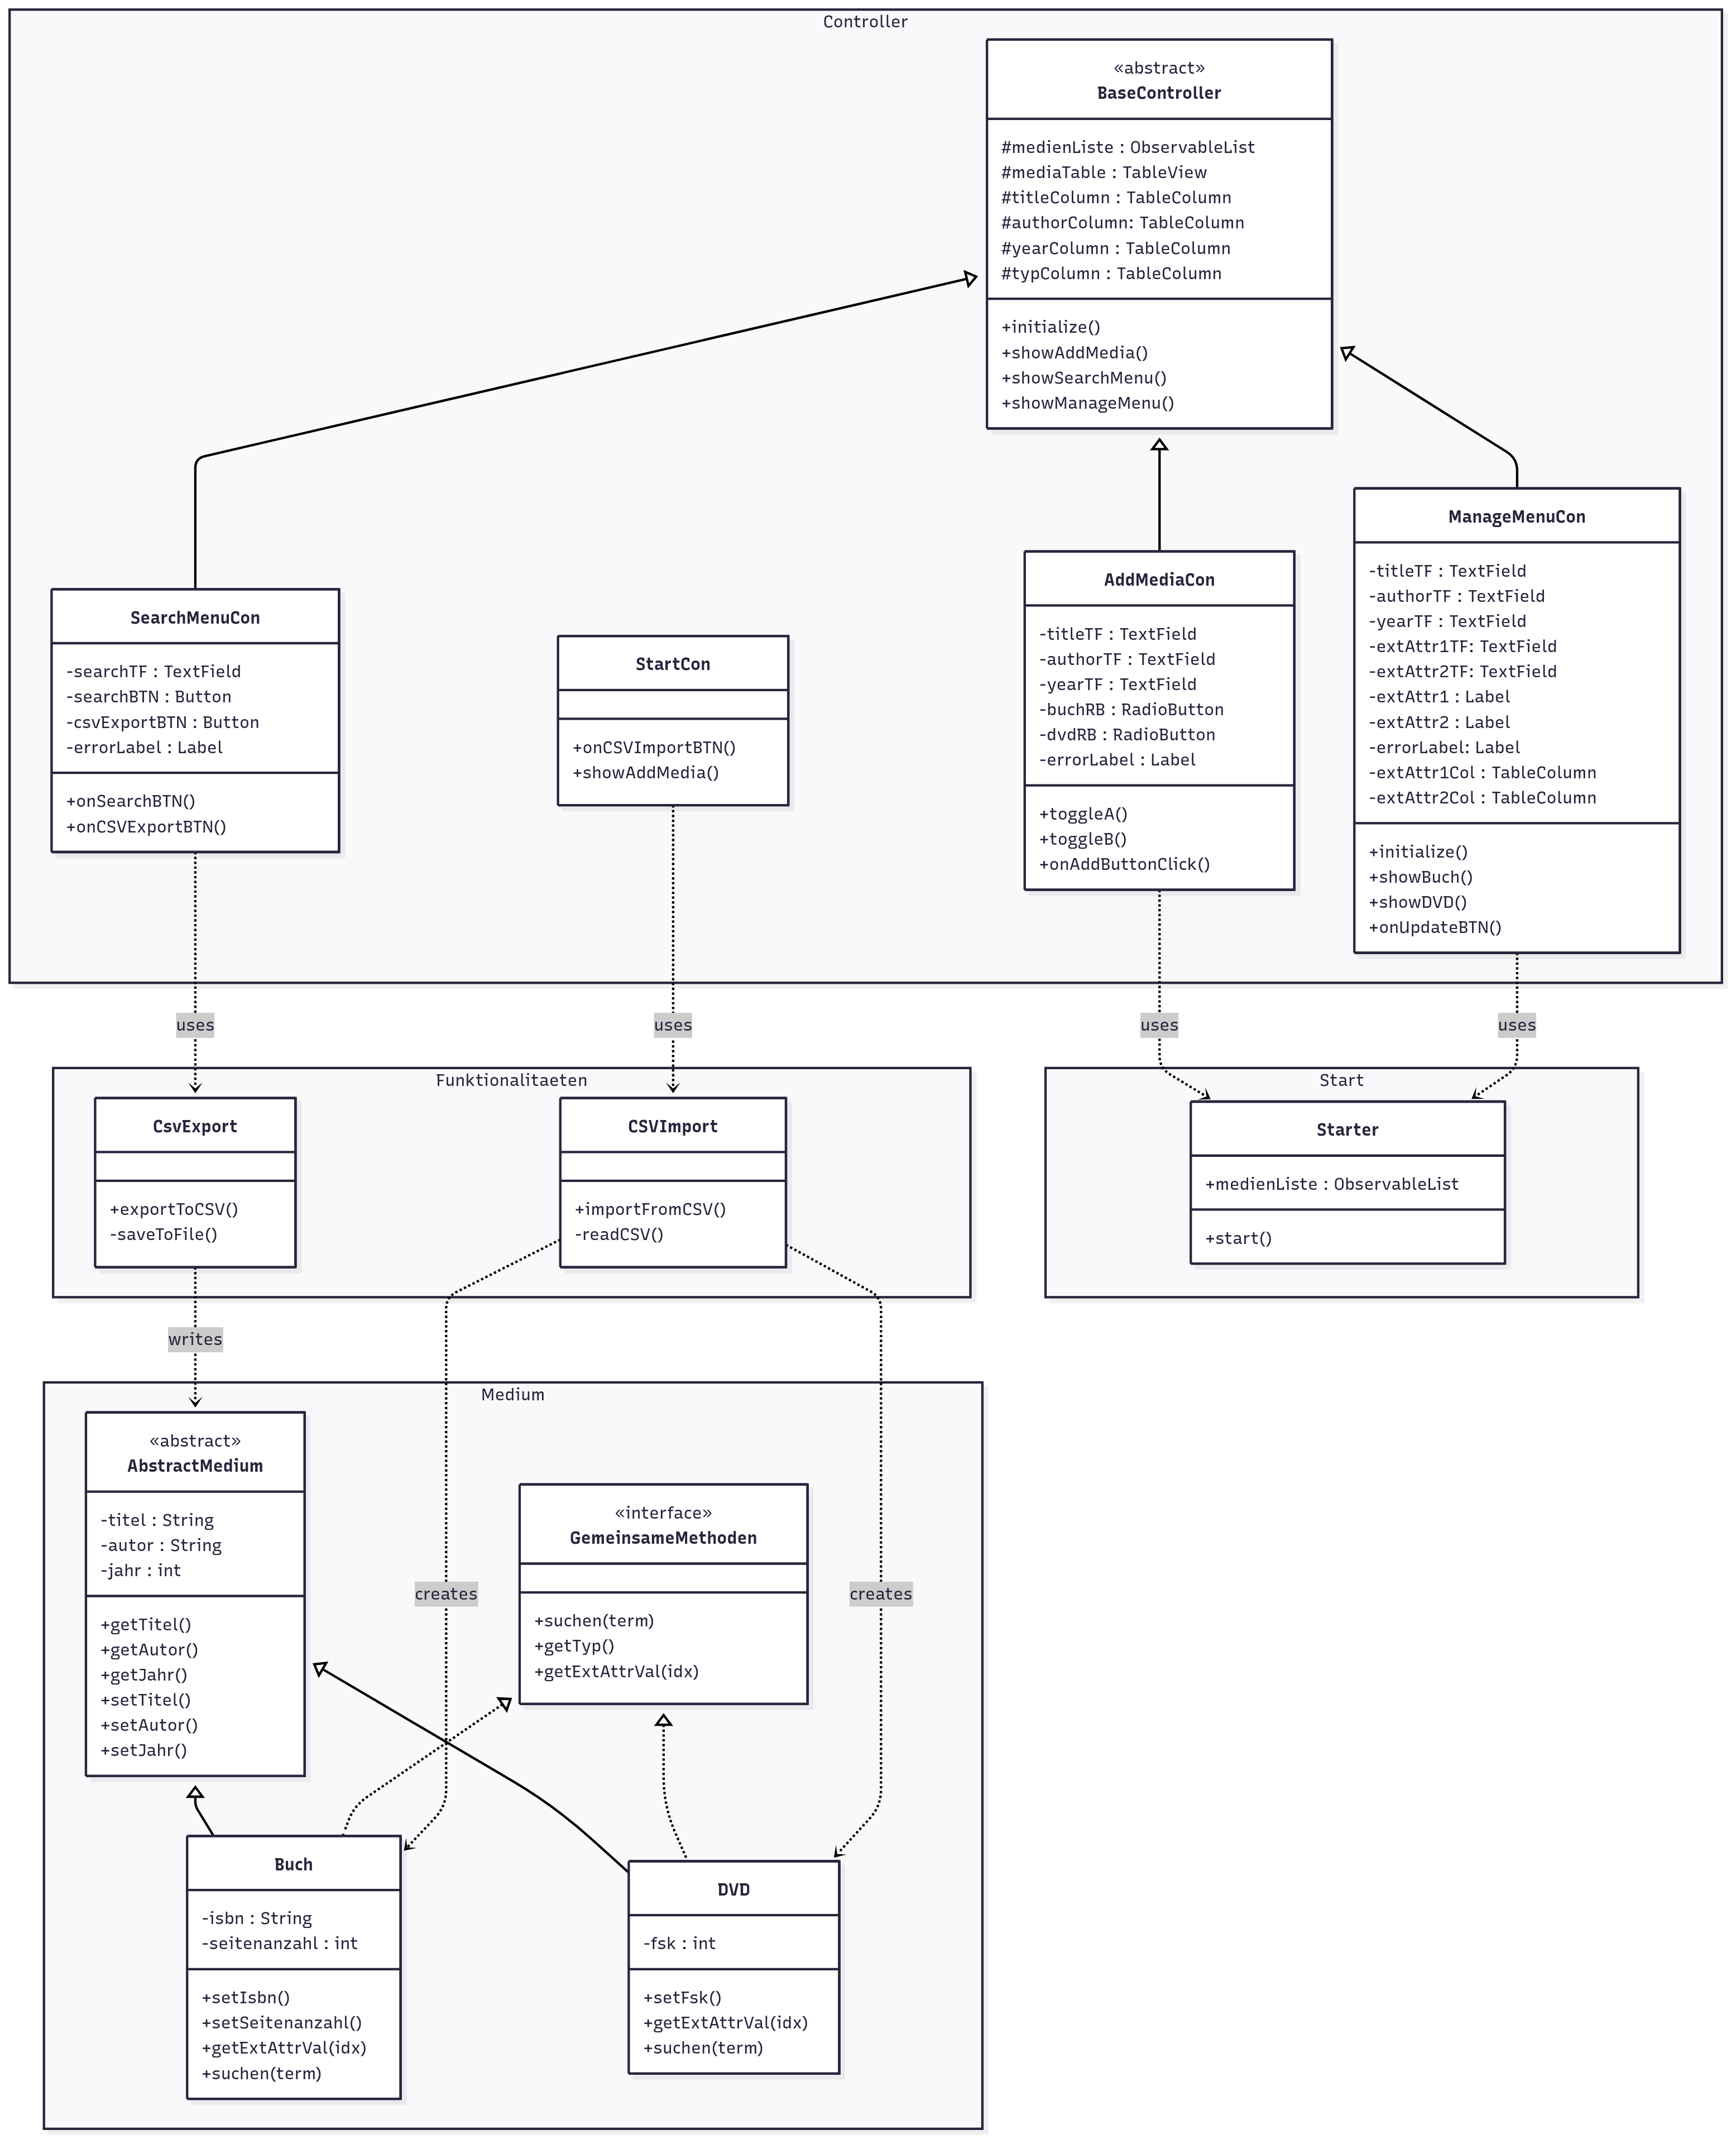 Controller
«abstract»
BaseController
#medienListe : ObservableList
#mediaTable : TableView
#titleColumn : TableColumn
#authorColumn: TableColumn
#yearColumn : TableColumn
#typColumn : TableColumn
+initialize()
+showAddMedia()
+showSearchMenu()
+showManageMenu()
SearchMenuCon
-searchTF : TextField
-searchBTN : Button
-csvExportBTN : Button
-errorLabel : Label
+onSearchBTN()
+onCSVExportBTN()
StartCon
+onCSVImportBTN()
+showAddMedia()
AddMediaCon
-titleTF : TextField
-authorTF : TextField
-yearTF : TextField
-buchRB : RadioButton
-dvdRB : RadioButton
-errorLabel : Label
+toggleA()
+toggleB()
+onAddButtonClick()
ManageMenuCon
-titleTF : TextField
-authorTF : TextField
-yearTF : TextField
-extAttr1TF: TextField
-extAttr2TF: TextField
-extAttr1 : Label
-extAttr2 : Label
-errorLabel: Label
-extAttr1Col : TableColumn
-extAttr2Col : TableColumn
+initialize()
+showBuch()
+showDVD()
+onUpdateBTN()
uses
uses
uses
uses
Funktionalitaeten
CsvExport
+exportToCSV()
-saveToFile()
CSVImport
+importFromCSV()
-readCSV()
Start
Starter
+medienListe : ObservableList
+start()
writes
Medium
«abstract»
AbstractMedium
-titel : String
-autor : String
-jahr : int
+getTitel()
+getAutor()
+getJahr()
+setTitel()
+setAutor()
+setJahr()
creates
«interface»
GemeinsameMethoden
+suchen(term)
+getTyp()
+getExtAttrVal(idx)
creates
Buch
-isbn : String
-seitenanzahl : int
+setIsbn()
+setSeitenanzahl()
+getExtAttrVal(idx)
+suchen(term)
DVD
-fsk : int
+setFsk()
+getExtAttrVal(idx)
+suchen(term)